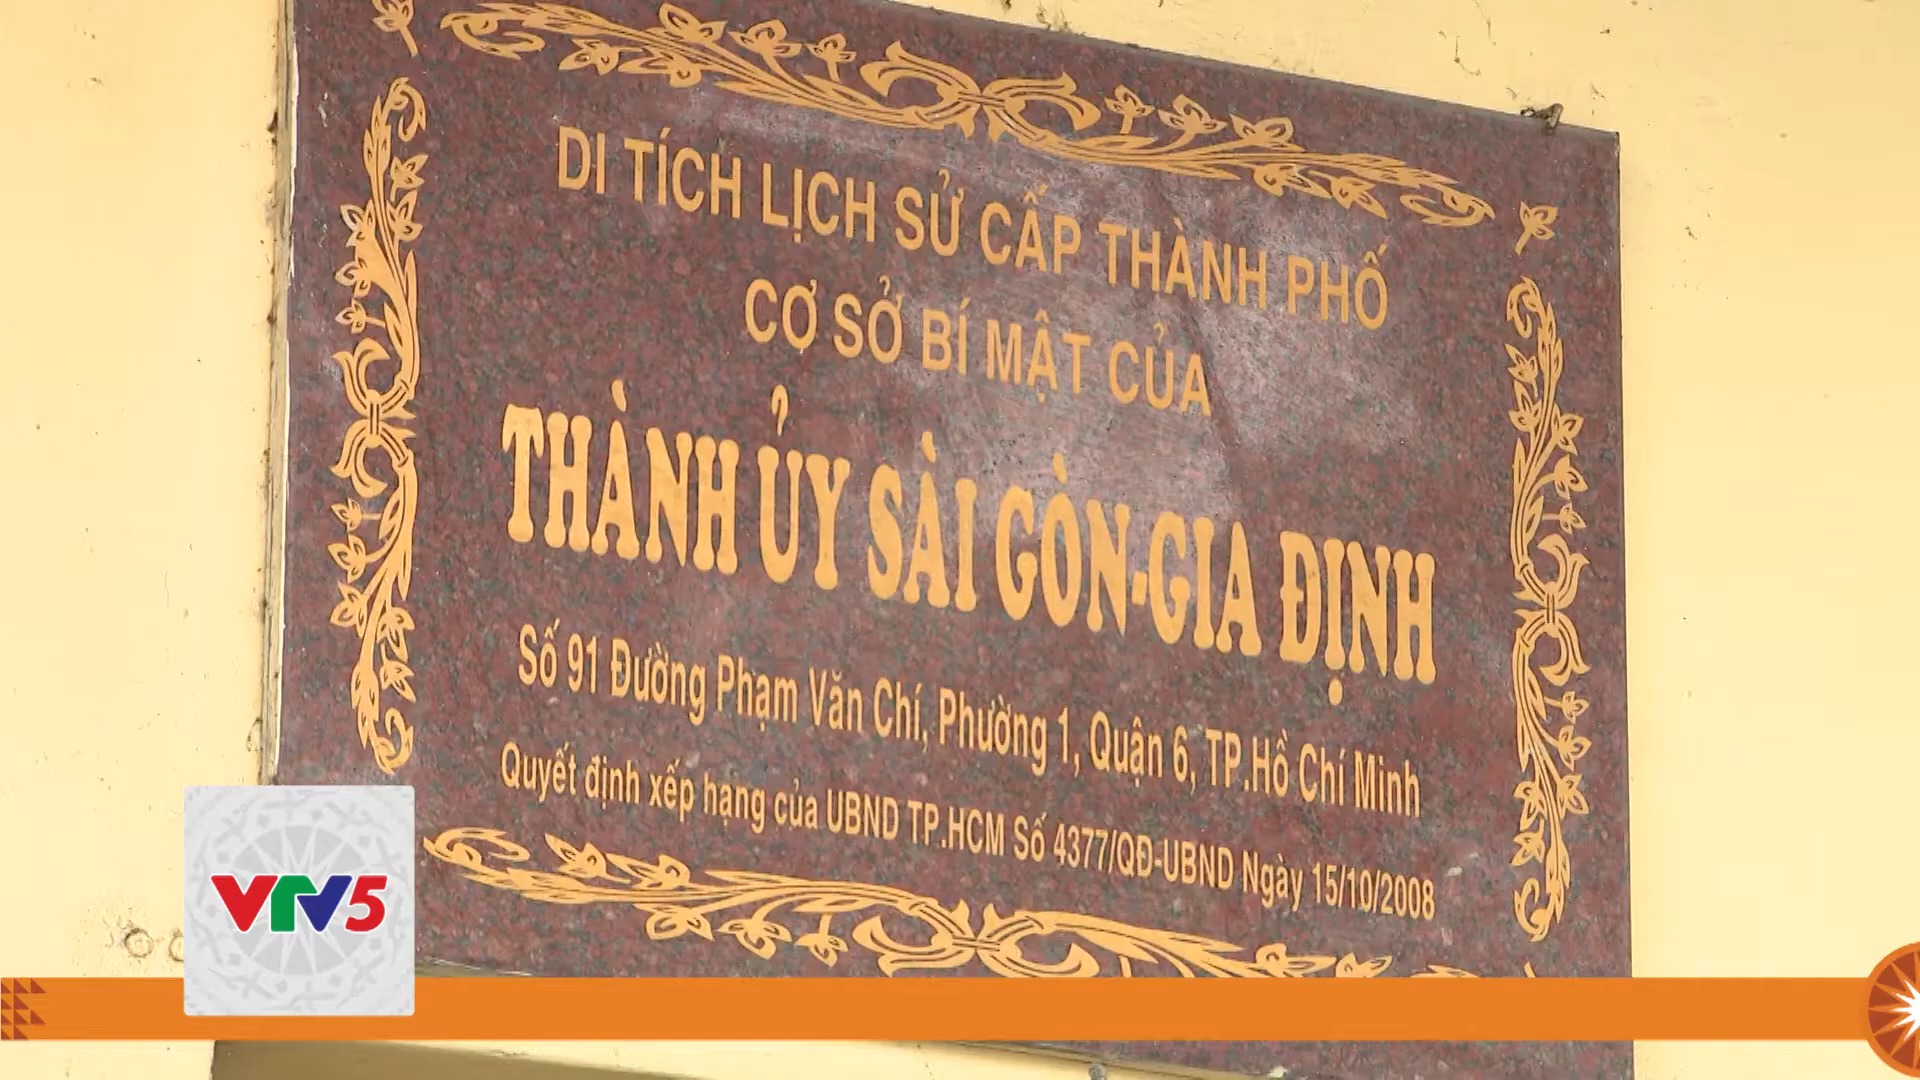 DI TÍCH LỊCH SỬ CẤP THÀNH PHỐ
CƠ SỞ BÍ MẬT CỦA
THÀNH ỦY SÀI GÒN-GIA ĐỊNH
Số 91 Đường Phạm Văn Chí, Phường 1, Quận 6, TP.Hồ Chí Minh
Quyết định xếp hạng của UBND TP.HCM Số 4377/QĐ-UBND Ngày 15/10/2008
VTV5